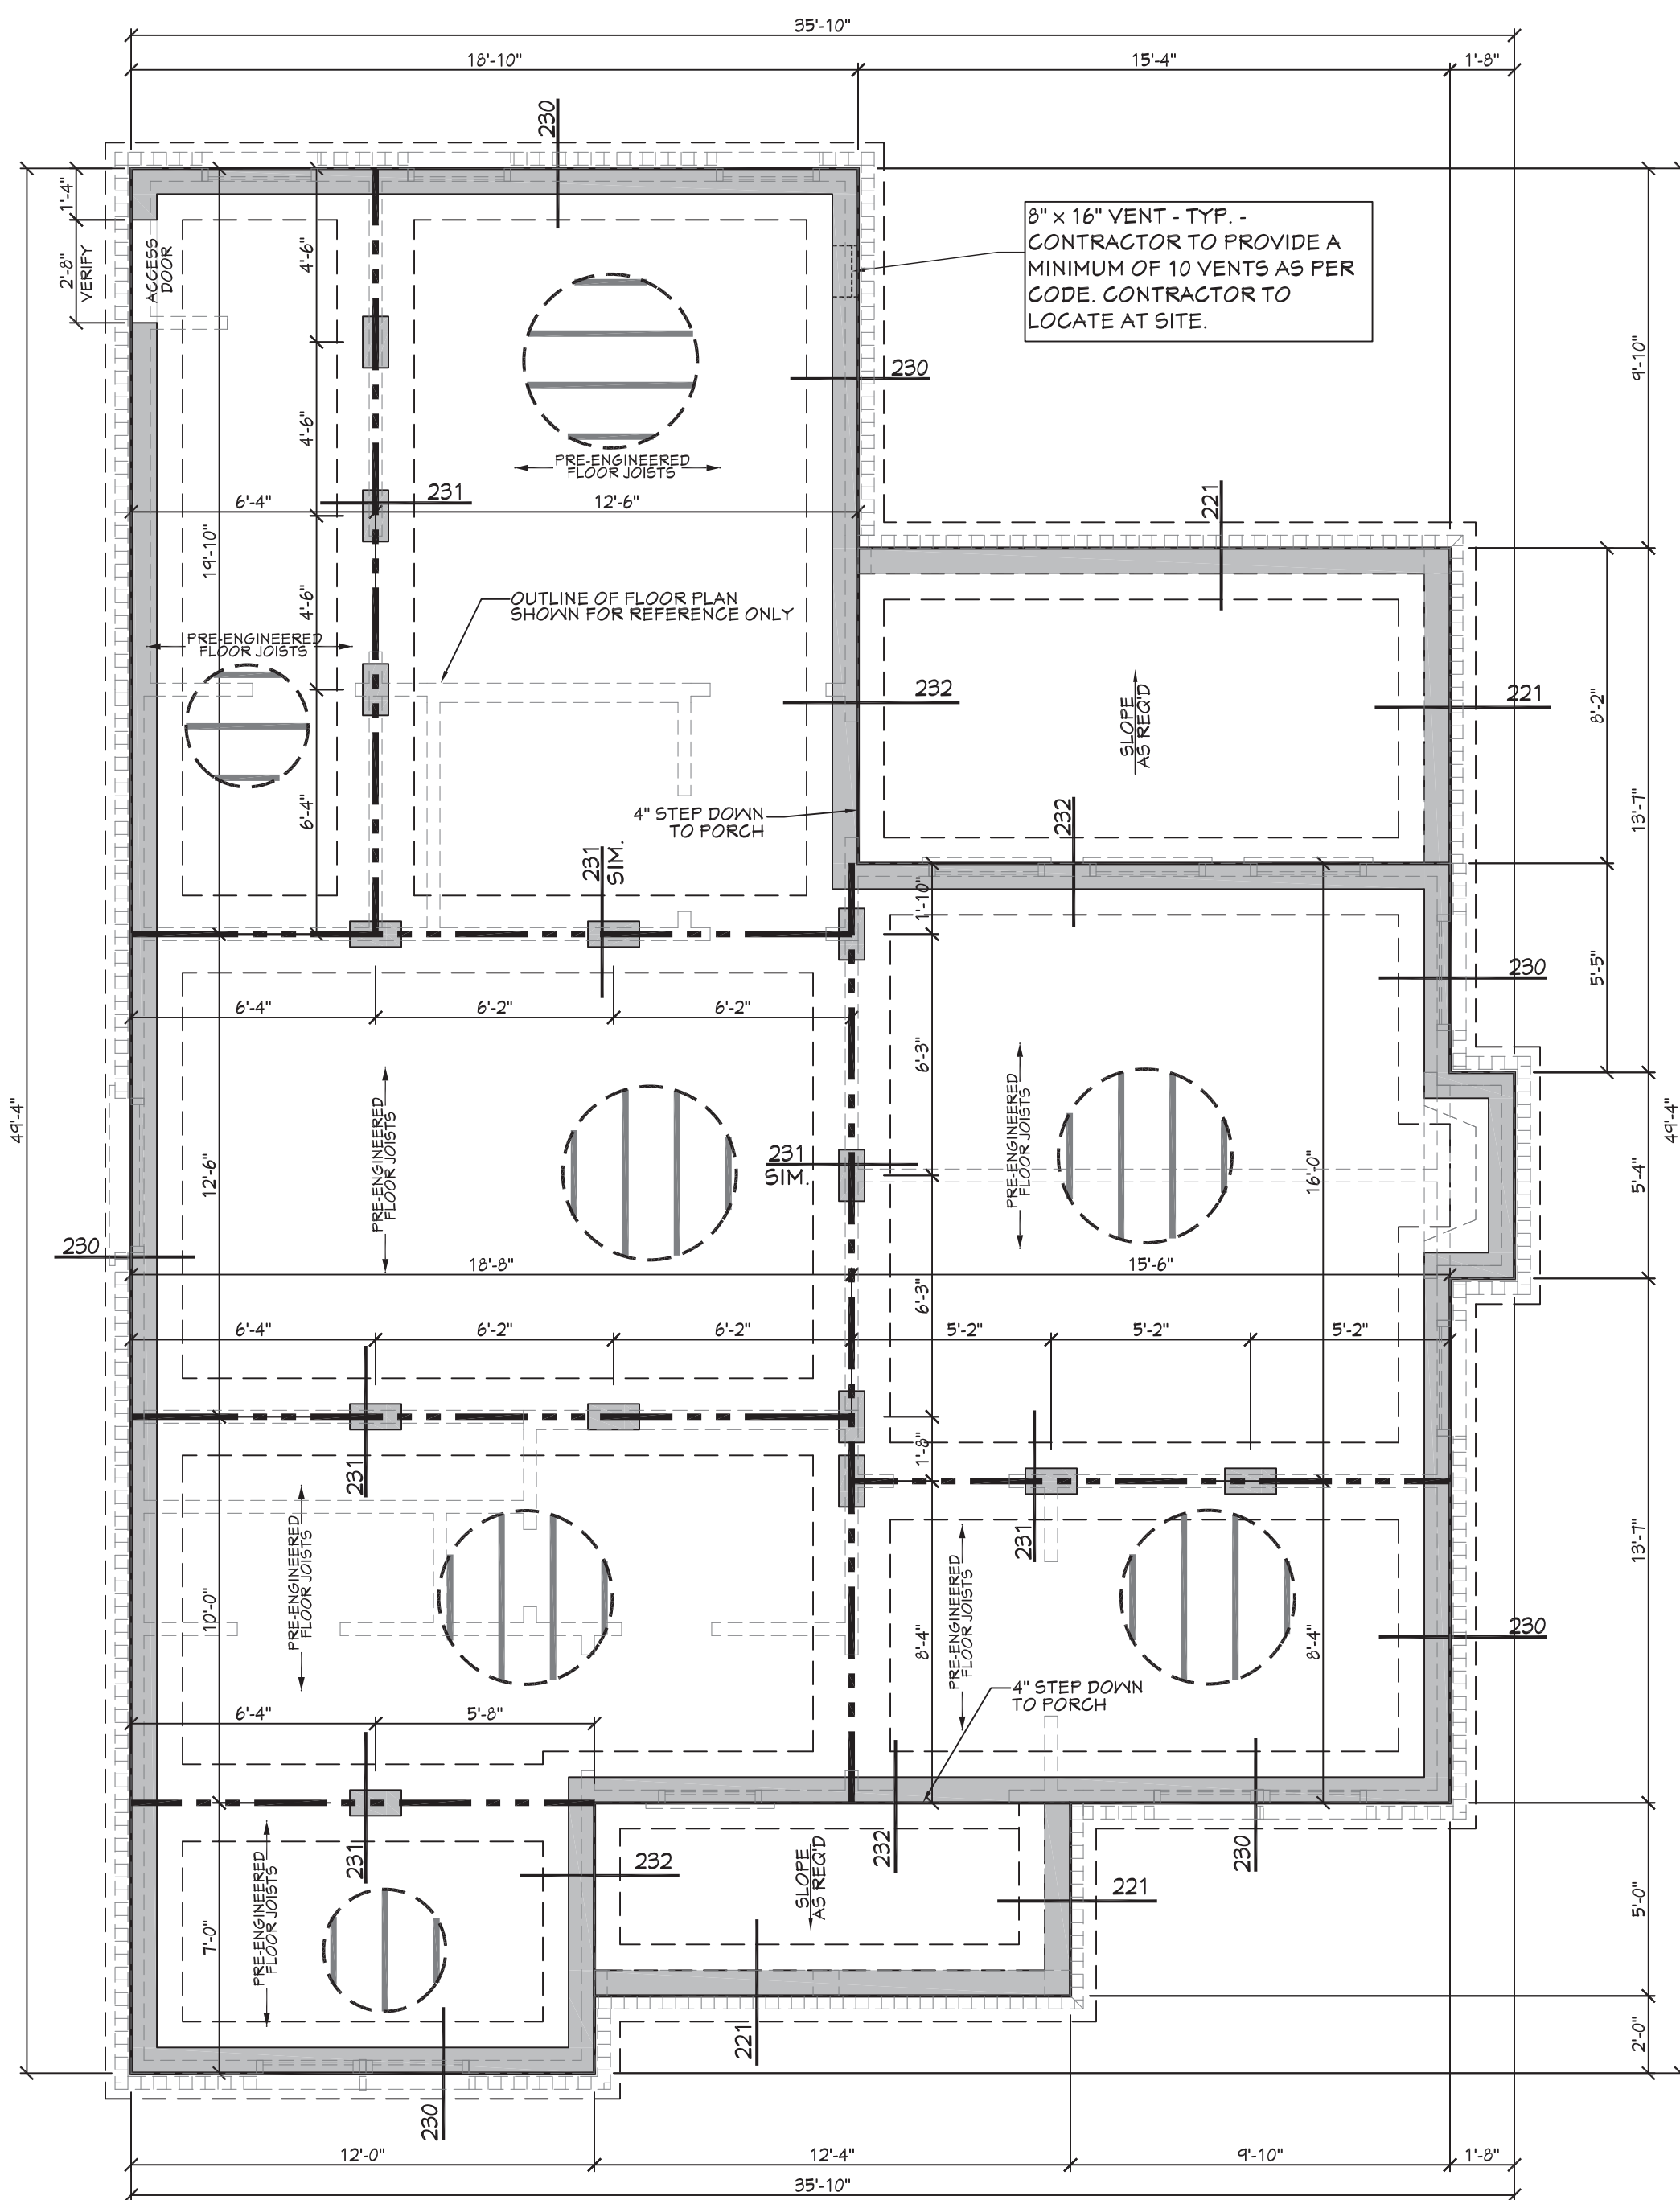 35'-10"
18'-10"
15'-4"
1'-8"
230
1'-4"
2'-8"
VERIFY
ACCESS
DOOR
4'-6"
8" x 16" VENT - TYP. -
CONTRACTOR TO PROVIDE A
MINIMUM OF 10 VENTS AS PER
CODE. CONTRACTOR TO
LOCATE AT SITE.
9'-10"
230
4'-6"
PRE-ENGINEERED
FLOOR JOISTS
231
6'-4"
12'-6"
221
19'-10"
4'-6"
OUTLINE OF FLOOR PLAN
SHOWN FOR REFERENCE ONLY
PRE-ENGINEERED
FLOOR JOISTS
232
SLOPE
AS REQ'D
221
8'-2"
13'-7"
6'-4"
4" STEP DOWN
TO PORCH
232
231
SIM.
1'-10"
230
5'-5"
6'-4"
6'-2"
6'-2"
6'-3"
49'-4"
PRE-ENGINEERED
FLOOR JOISTS
PRE-ENGINEERED
FLOOR JOISTS
49'-4"
12'-6"
231
SIM.
16'-0"
5'-4"
230
18'-8"
15'-6"
6'-3"
6'-4"
6'-2"
6'-2"
5'-2"
5'-2"
5'-2"
231
1'-8"
231
13'-7"
PRE-ENGINEERED
FLOOR JOISTS
10'-0"
PRE-ENGINEERED
FLOOR JOISTS
8'-4"
8'-4"
230
4" STEP DOWN
TO PORCH
6'-4"
5'-8"
231
232
SLOPE
AS REQ'D
232
230
221
PRE-ENGINEERED
FLOOR JOISTS
7'-0"
5'-0"
221
2'-0"
230
12'-0"
12'-4"
9'-10"
1'-8"
35'-10"